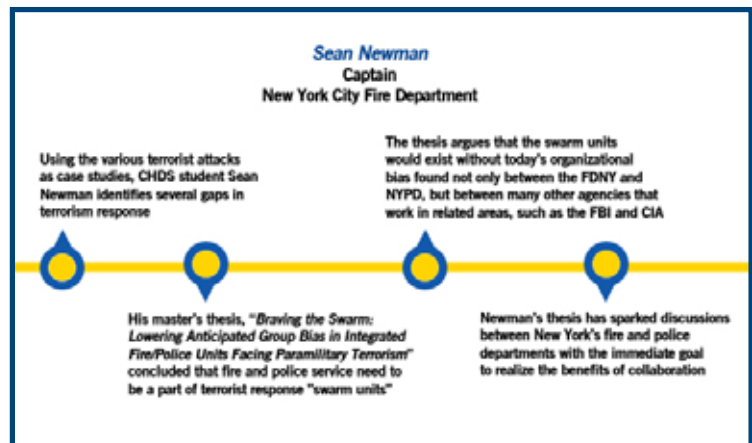 Sean Newman
Captain
New York City Fire Department
Using the various terrorist attacks
as case studies, CHDS student Sean
Newman identifies several gaps in
terrorism response
His master's thesis, "Braving the Swarm:
Lowering Anticipated Group Bias in Integrated
Fire/Police Units Facing Paramilitary Terrorism"
concluded that fire and police service need to
be a part of terrorist response "swarm units"
The thesis argues that the swarm units
would exist without today's organizational
bias found not only between the FDNY and
NYPD, but between many other agencies that
work in related areas, such as the FBI and CIA
Newman's thesis has sparked discussions
between New York's fire and police
departments with the immediate goal
to realize the benefits of collaboration